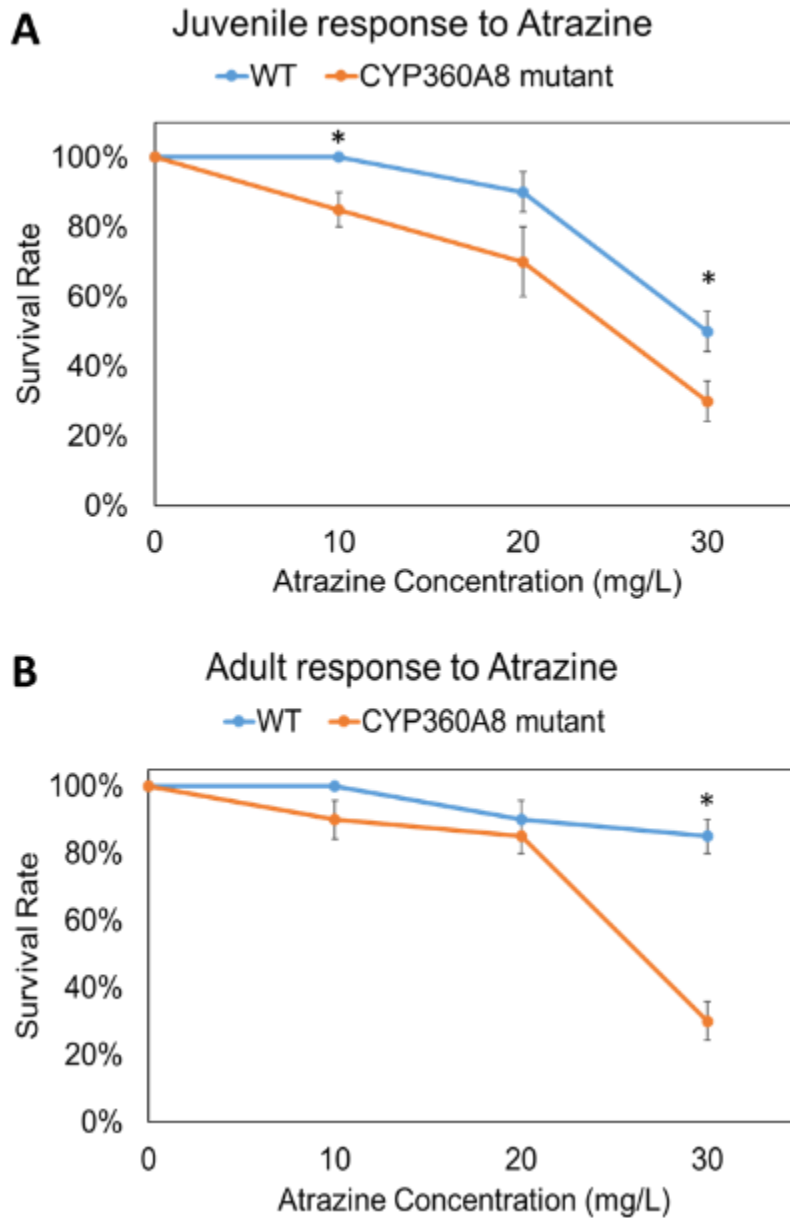 A
Juvenile response to Atrazine
WT CYP360A8 mutant
100%
80%
60%
40%
20%
0%
Survival Rate
* *
0 10 20 30
Atrazine Concentration (mg/L)
B
Adult response to Atrazine
WT CYP360A8 mutant
100%
80%
60%
40%
20%
0%
Survival Rate
*
0 10 20 30
Atrazine Concentration (mg/L)